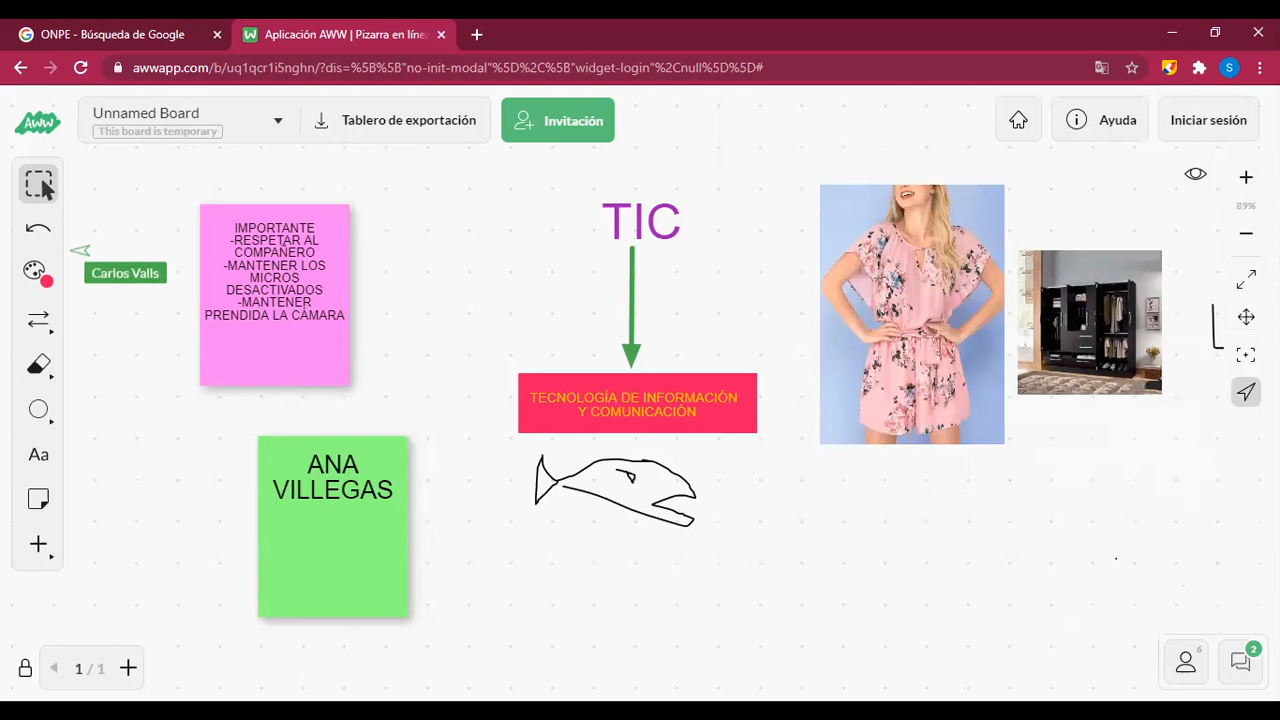 ONPE - Búsqueda de Google
Aplicación AWW | Pizarra en líne
awwapp.com/b/uq1qcr1i5nghn/?dis=%5B%5B"no-init-modal"%5D%2C%5B"widget-login"%2Cnull%5D%5D#
S
AWW
Unnamed Board
This board is temporary
Tablero de exportación
Invitación
Ayuda
Iniciar sesión
89%
Carlos Valls
Aa
IMPORTANTE
-RESPETAR AL
COMPAÑERO
-MANTENER LOS
MICROS
DESACTIVADOS
-MANTENER
PRENDIDA LA CÁMARA
TIC
TECNOLOGÍA DE INFORMACIÓN
Y COMUNICACIÓN
ANA
VILLEGAS
1 / 1
6
2